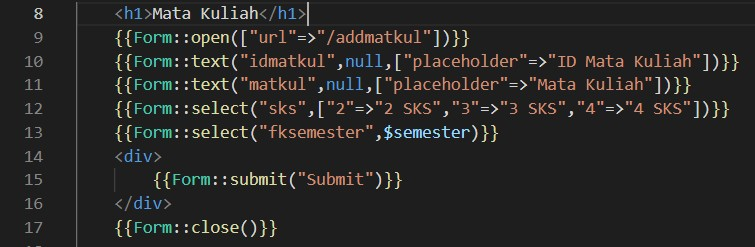 8 <h1>Mata Kuliah</h1>
9 {{Form::open(["url"=>"/addmatkul"])}}
10 {{Form::text("idmatkul",null,["placeholder"=>"ID Mata Kuliah"])}}
11 {{Form::text("matkul",null,["placeholder"=>"Mata Kuliah"])}}
12 {{Form::select("sks",["2"=>"2 SKS","3"=>"3 SKS","4"=>"4 SKS"])}}
13 {{Form::select("fksemester",$semester)}}
14 <div>
15 {{Form::submit("Submit")}}
16 </div>
17 {{Form::close()}}